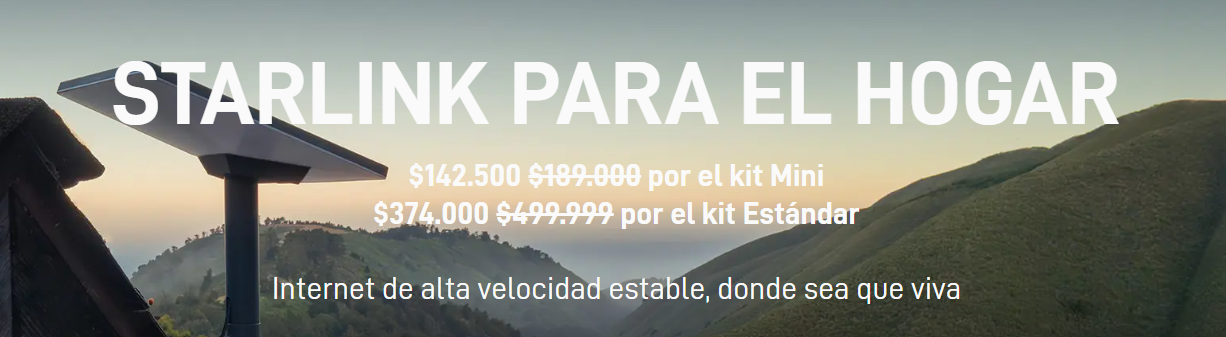 STARLINK PARA EL HOGAR
$142.500 $189.000 por el kit Mini
$374.000 $499.999 por el kit Estándar
Internet de alta velocidad estable, donde sea que viva